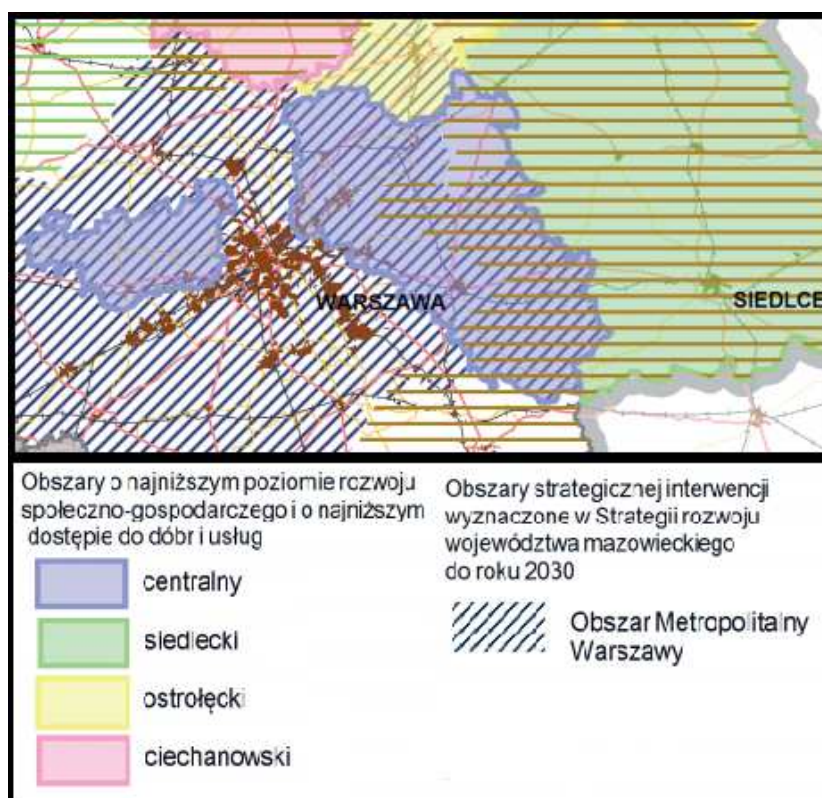 WARSZAWA
SIEDLCE
Obszary o najniższym poziomie rozwoju
społeczno-gospodarczego i o najniższym
dostępie do dóbr i usług
centralny
siedlecki
ostrołęcki
ciechanowski
Obszary strategicznej interwencji
wyznaczone w Strategii rozwoju
województwa mazowieckiego
do roku 2030
Obszar Metropolitalny
Warszawy